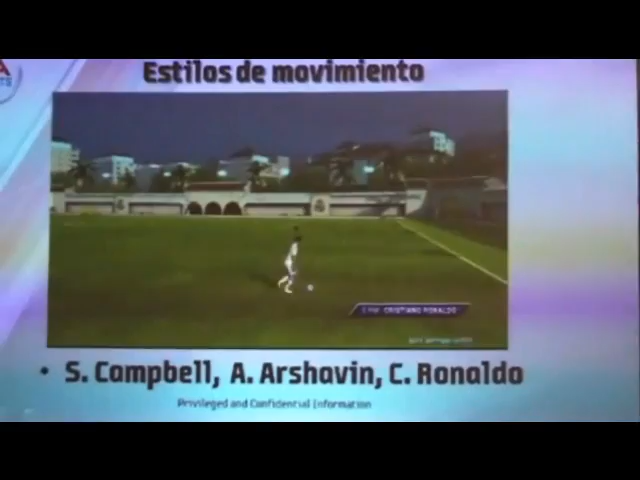 Estilos de movimiento
CRISTIANO RONALDO
• S. Campbell, A. Arshavin, C. Ronaldo
Privileged and Confidential Information